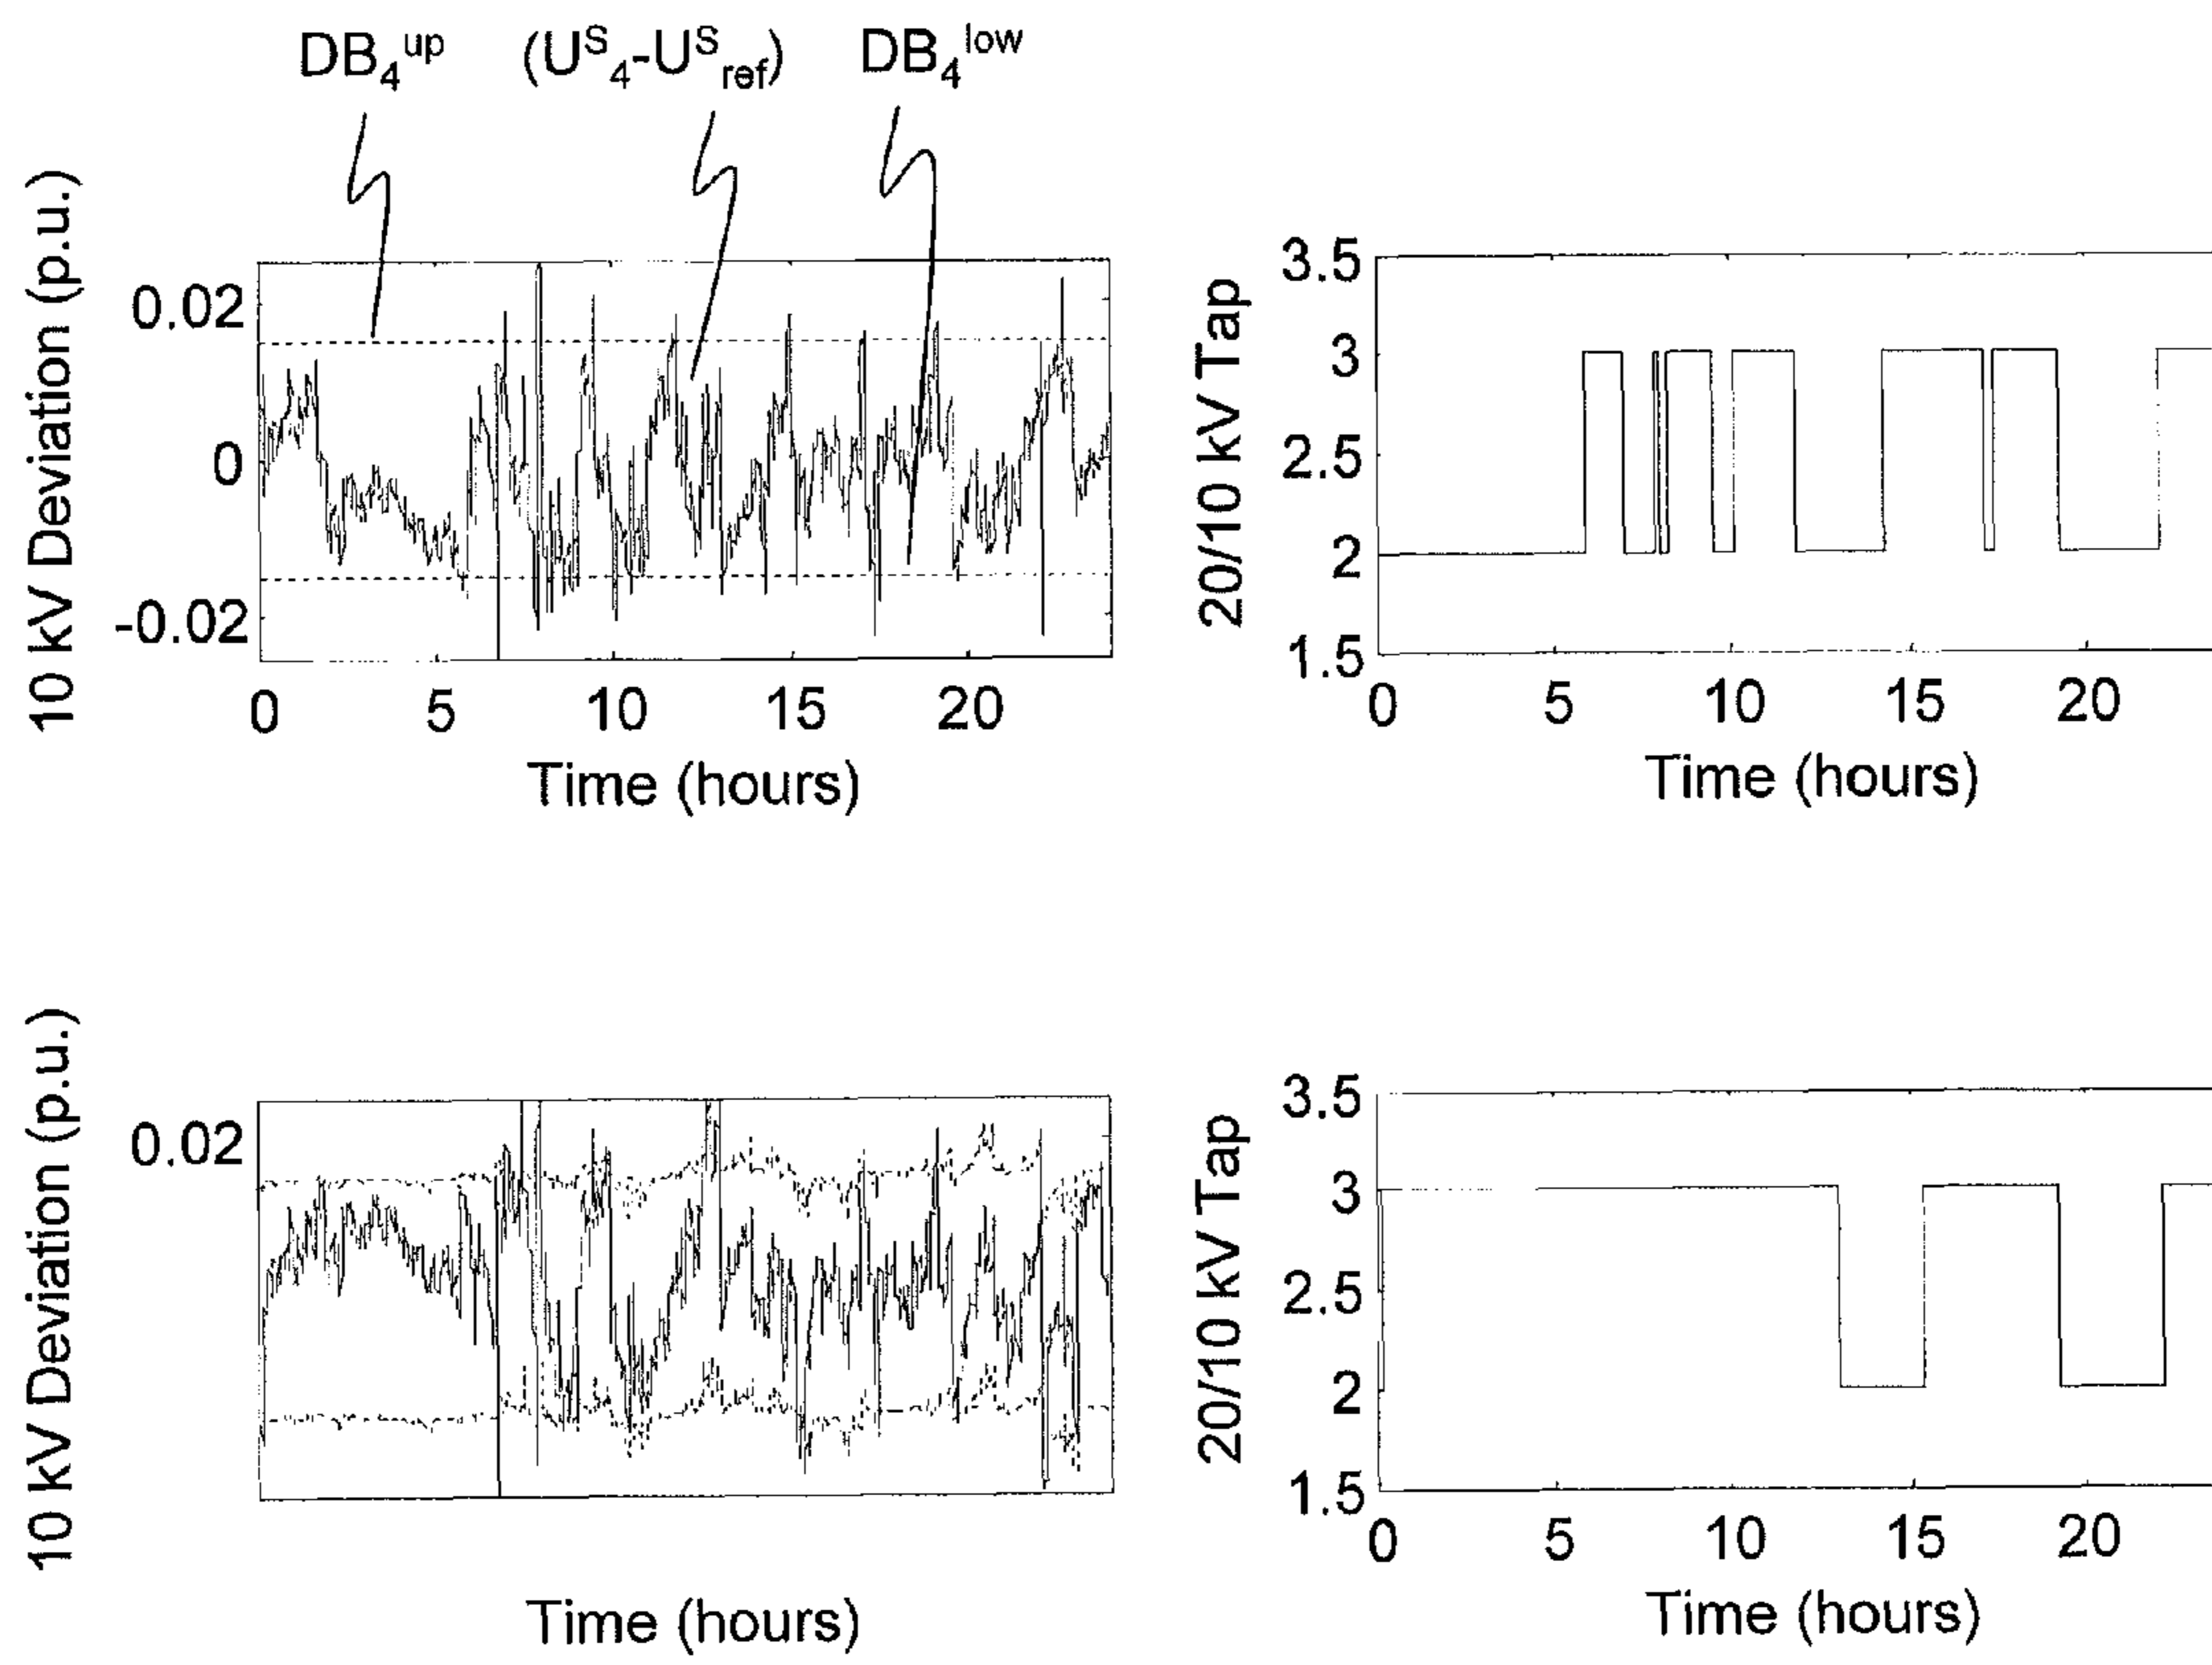 DB₄ᵘᵖ (Uˢ₄-Uˢref) DB₄ˡᵒʷ
10 kV Deviation (p.u.)
0.02
0
-0.02
0 5 10 15 20
Time (hours)
20/10 kV Tap
3.5
3
2.5
2
1.5
0 5 10 15 20
Time (hours)
10 kV Deviation (p.u.)
0.02
Time (hours)
20/10 kV Tap
3.5
3
2.5
2
1.5
0 5 10 15 20
Time (hours)